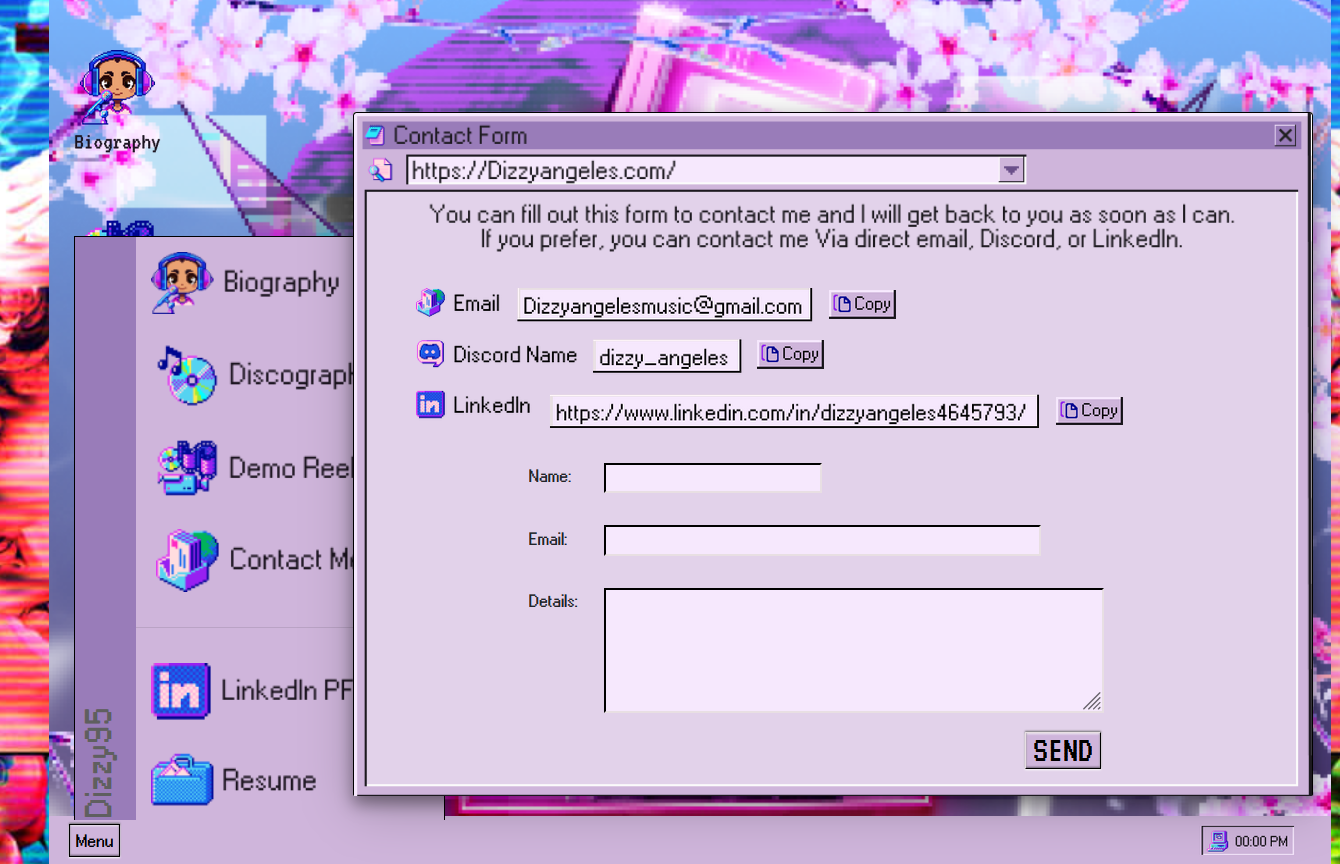 Biography
Contact Form
https://Dizzyangeles.com/
You can fill out this form to contact me and I will get back to you as soon as I can.
If you prefer, you can contact me Via direct email, Discord, or LinkedIn.
Email Dizzyangelesmusic@gmail.com Copy
Discord Name dizzy_angeles Copy
LinkedIn https://www.linkedin.com/in/dizzyangeles4645793/ Copy
Name:
Email:
Details:
SEND
Biography
Discograph
Demo Reel
Contact Me
in LinkedIn PF
Resume
Dizzy95
Menu
00:00 PM